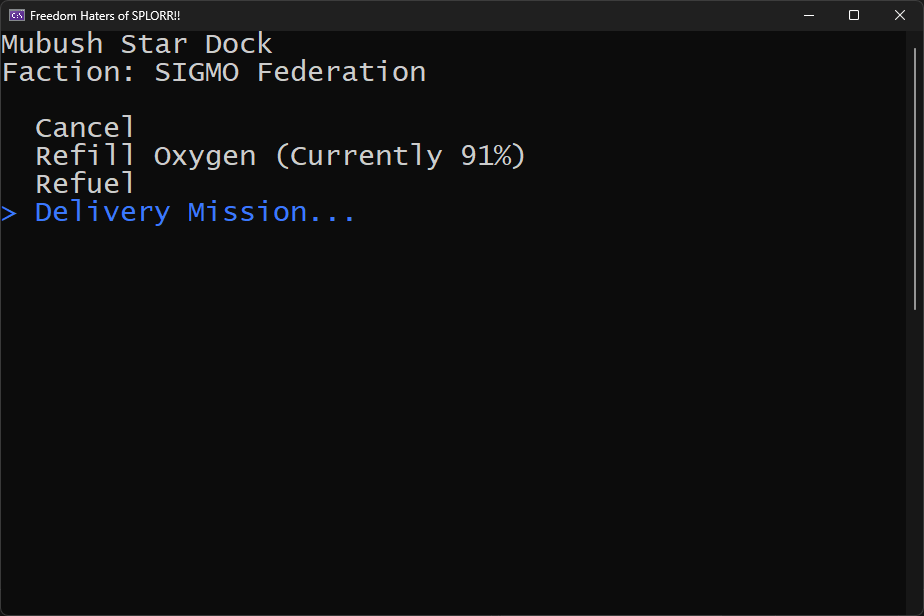 Freedom Haters of SPLORR!!
Mubush Star Dock
Faction: SIGMO Federation
Cancel
Refill Oxygen (Currently 91%)
Refuel
> Delivery Mission...